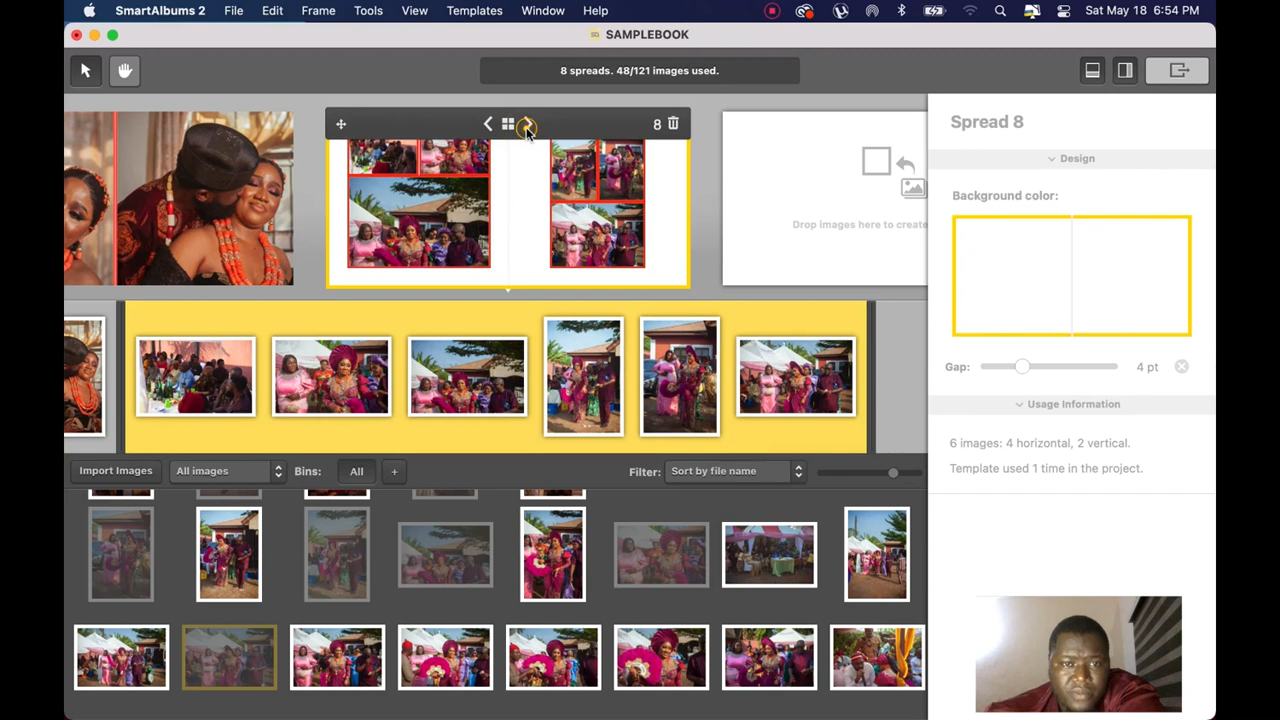 SmartAlbums 2 File Edit Frame Tools View Templates Window Help Sat May 18 6:54 PM
SAMPLEBOOK
8 spreads. 48/121 images used.
8
Drop images here to create
Spread 8
Design
Background color:
Gap: 4 pt
Usage Information
6 images: 4 horizontal, 2 vertical.
Template used 1 time in the project.
Import Images All images Bins: All + Filter: Sort by file name